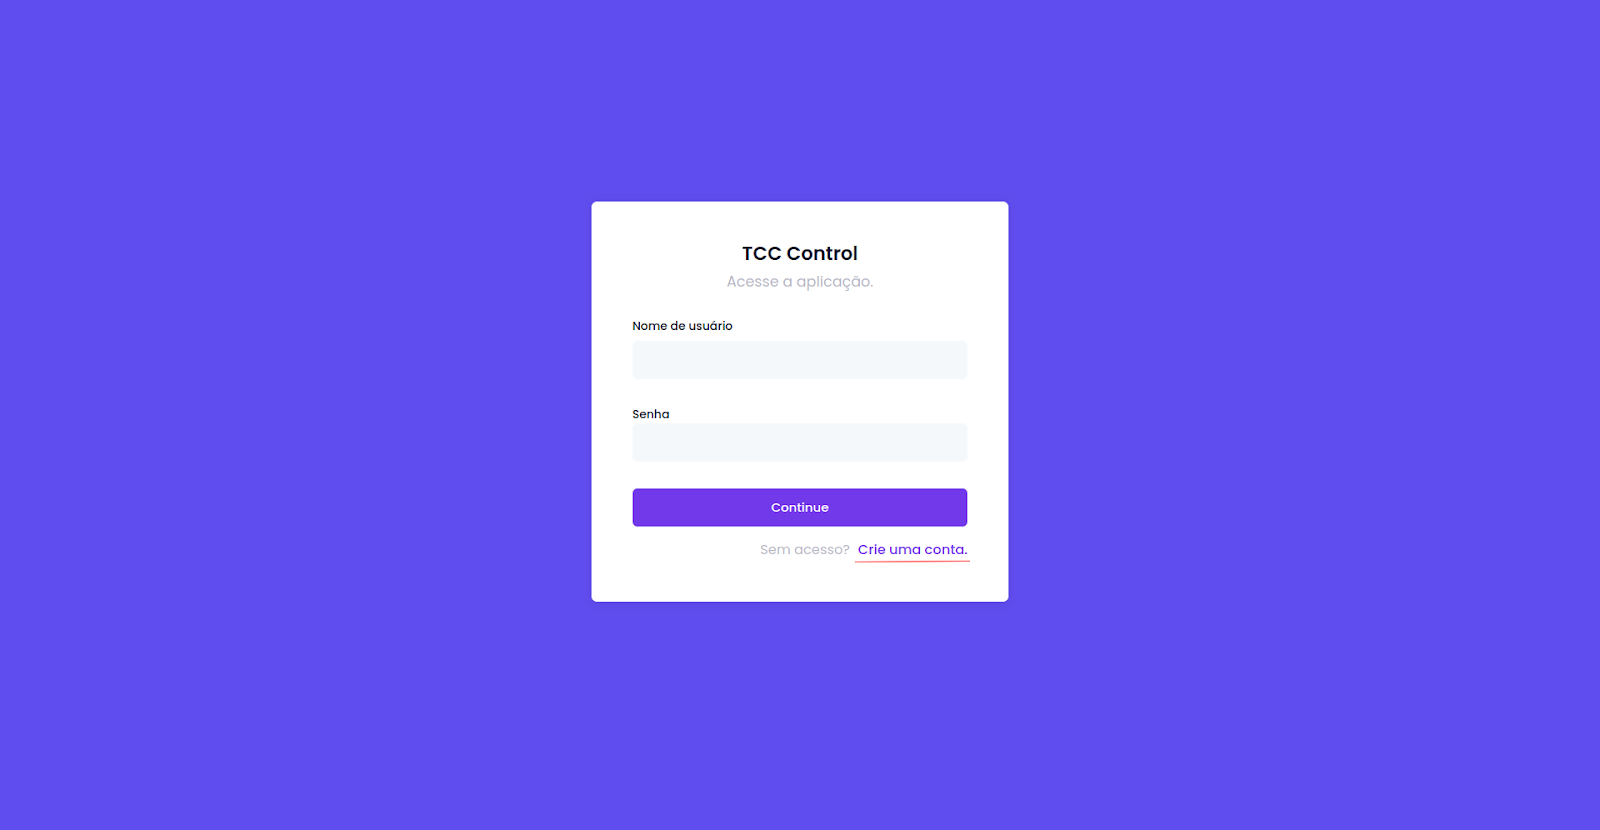 TCC Control
Acesse a aplicação.
Nome de usuário
Senha
Continue
Sem acesso? Crie uma conta.